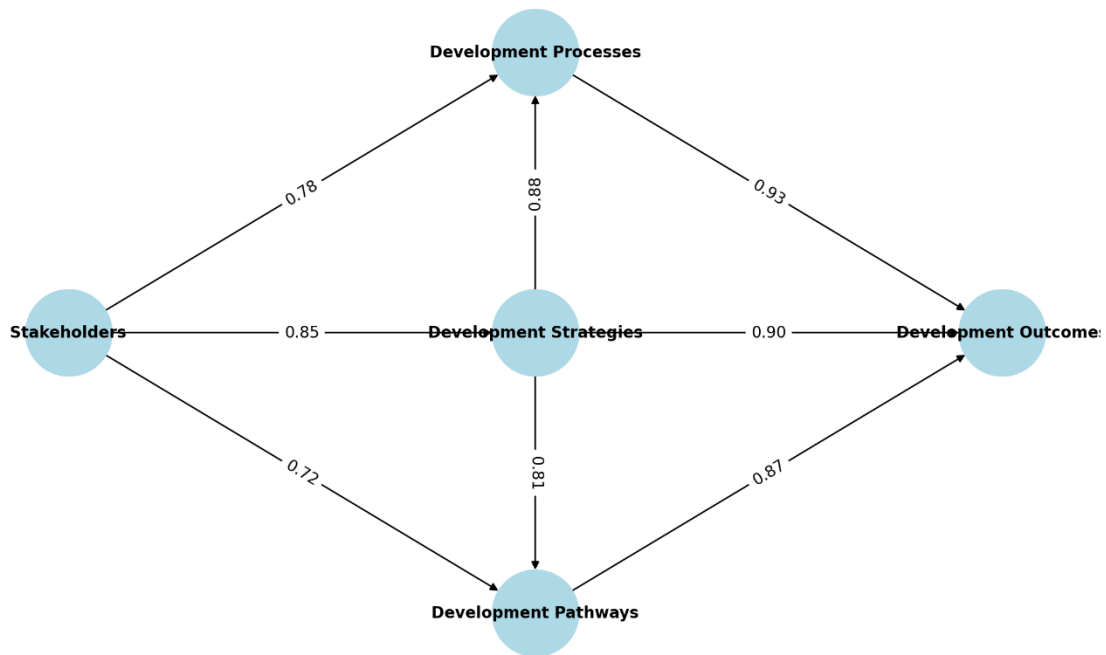 Development Processes
0.78
0.93
0.88
Stakeholders
0.85
Development Strategies
0.90
Development Outcomes
0.72
0.81
0.87
Development Pathways